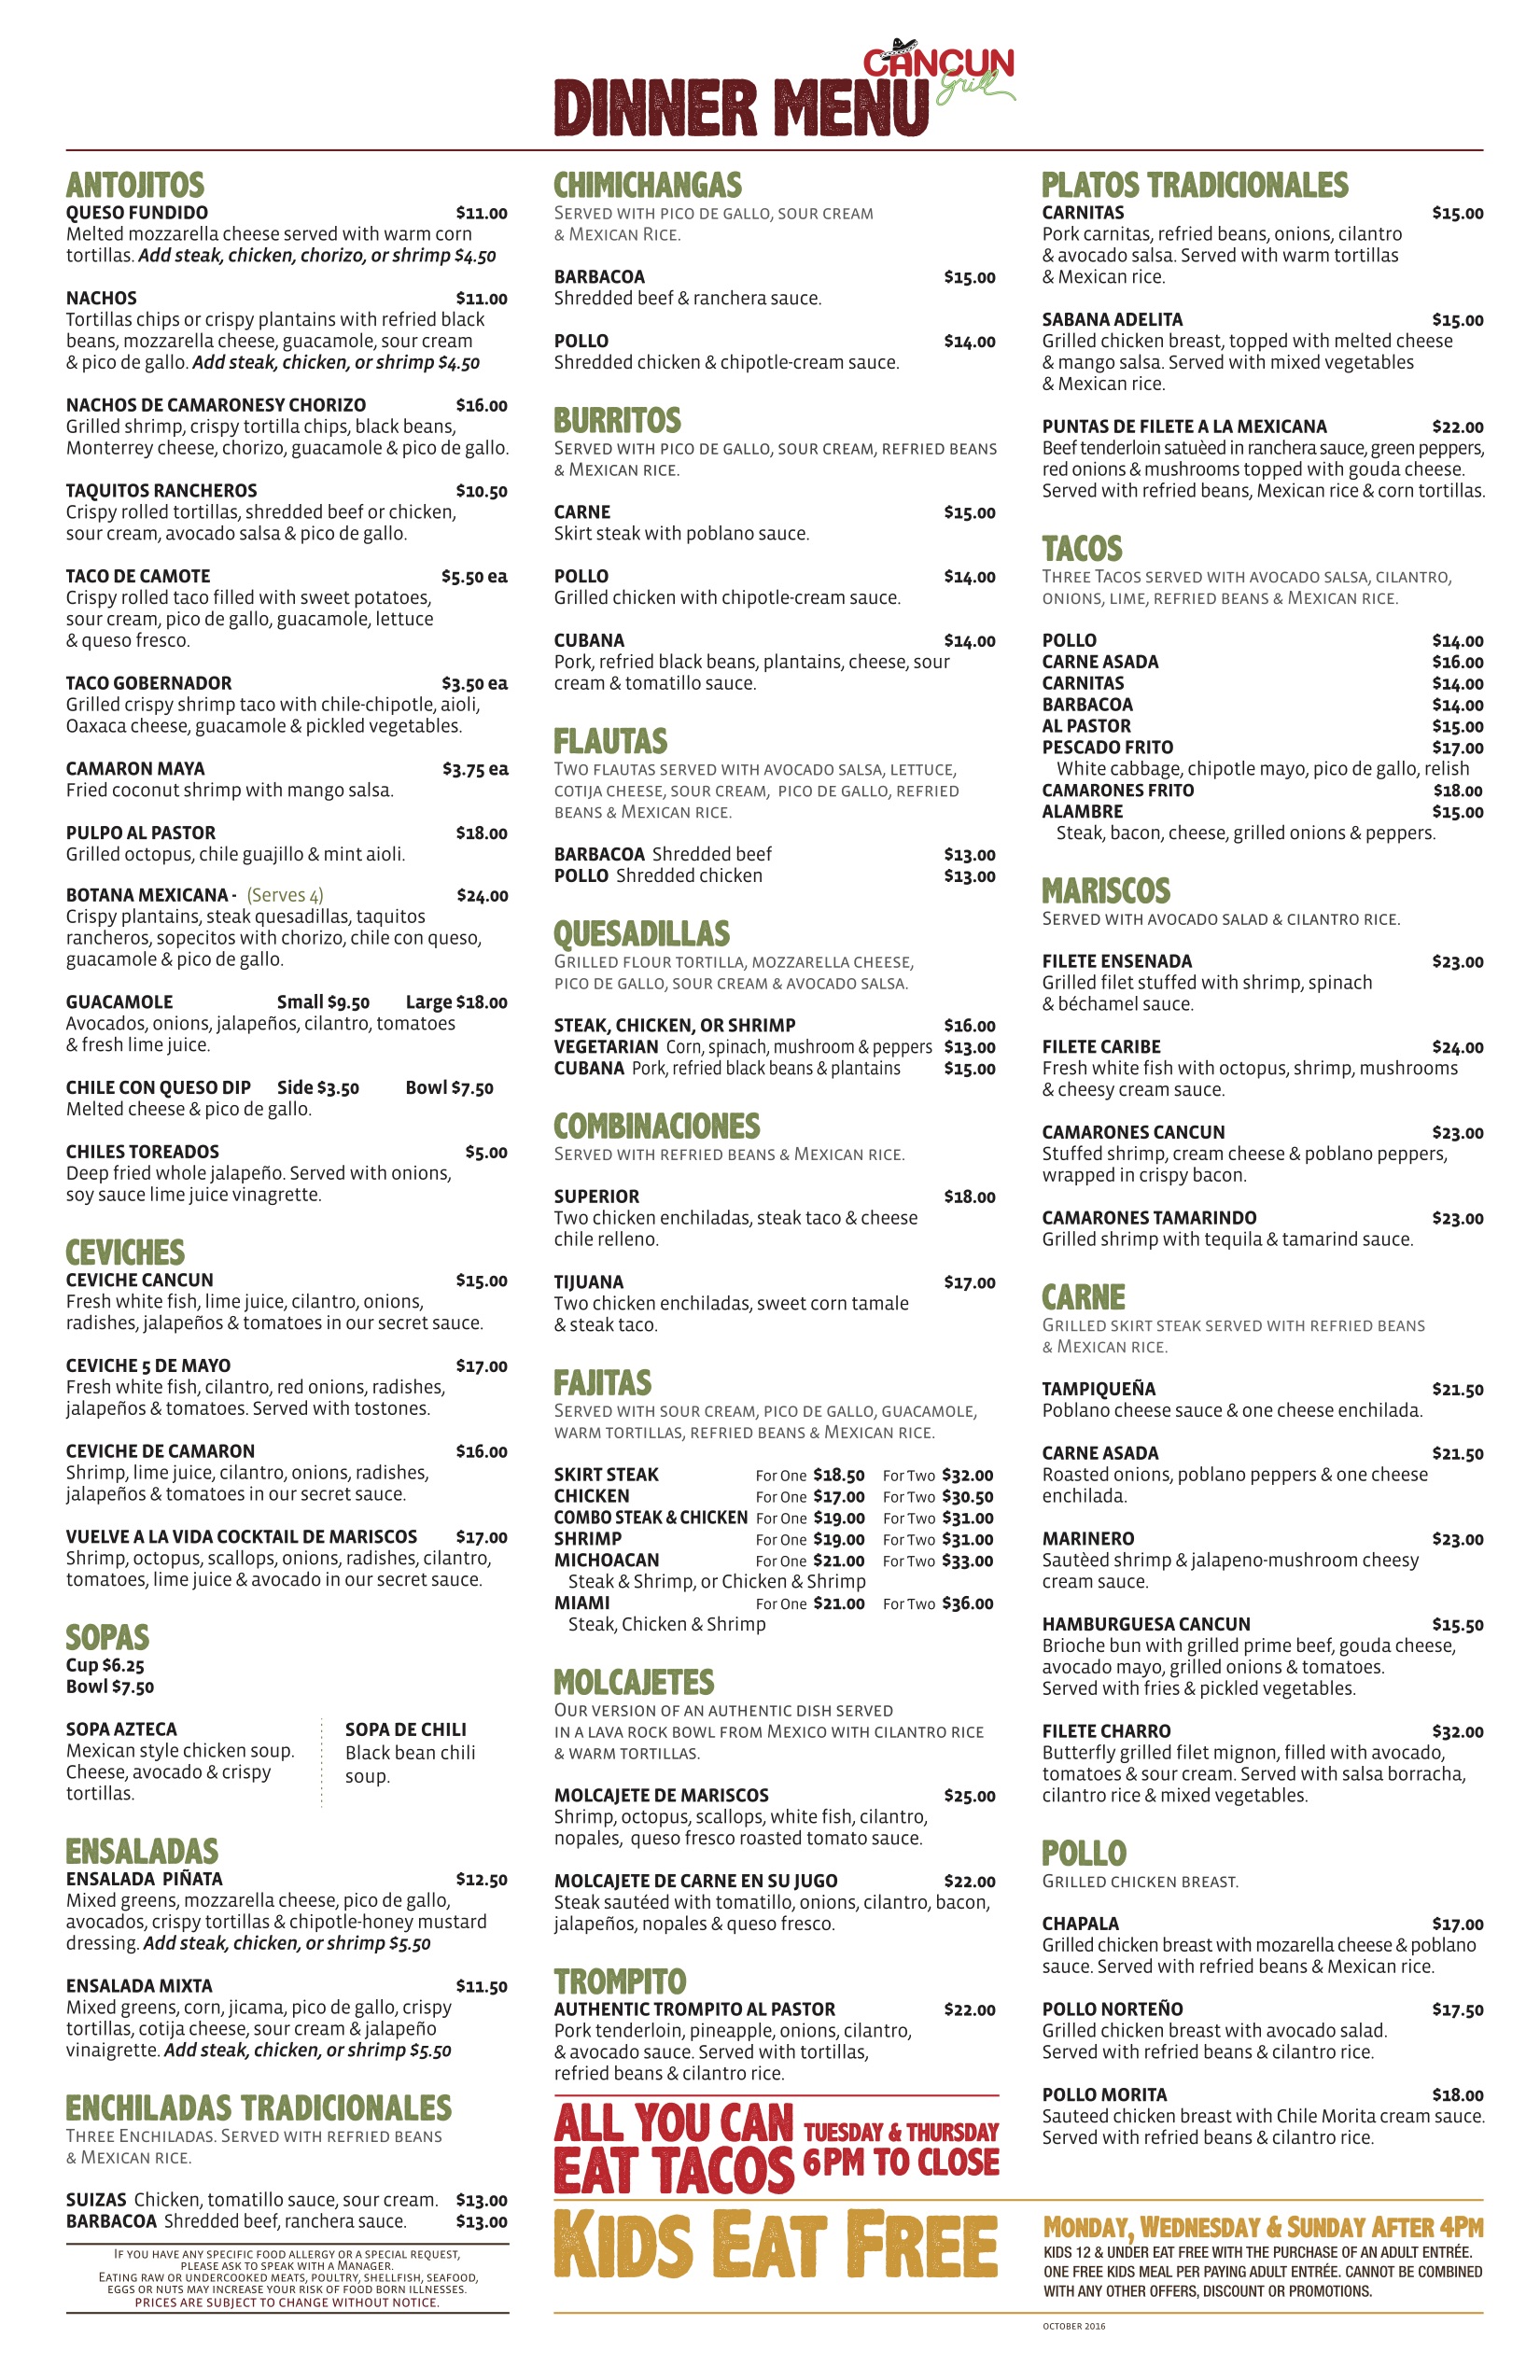 CANCUN
Grill
DINNER MENU
ANTOJITOS
QUESO FUNDIDO $11.00
Melted mozzarella cheese served with warm corn
tortillas. Add steak, chicken, chorizo, or shrimp $4.50
NACHOS $11.00
Tortillas chips or crispy plantains with refried black
beans, mozzarella cheese, guacamole, sour cream
& pico de gallo. Add steak, chicken, or shrimp $4.50
NACHOS DE CAMARONESY CHORIZO $16.00
Grilled shrimp, crispy tortilla chips, black beans,
Monterrey cheese, chorizo, guacamole & pico de gallo.
TAQUITOS RANCHEROS $10.50
Crispy rolled tortillas, shredded beef or chicken,
sour cream, avocado salsa & pico de gallo.
TACO DE CAMOTE $5.50 ea
Crispy rolled taco filled with sweet potatoes,
sour cream, pico de gallo, guacamole, lettuce
& queso fresco.
TACO GOBERNADOR $3.50 ea
Grilled crispy shrimp taco with chile-chipotle, aioli,
Oaxaca cheese, guacamole & pickled vegetables.
CAMARON MAYA $3.75 ea
Fried coconut shrimp with mango salsa.
PULPO AL PASTOR $18.00
Grilled octopus, chile guajillo & mint aioli.
BOTANA MEXICANA - (Serves 4) $24.00
Crispy plantains, steak quesadillas, taquitos
rancheros, sopecitos with chorizo, chile con queso,
guacamole & pico de gallo.
GUACAMOLE Small $9.50 Large $18.00
Avocados, onions, jalapeños, cilantro, tomatoes
& fresh lime juice.
CHILE CON QUESO DIP Side $3.50 Bowl $7.50
Melted cheese & pico de gallo.
CHILES TOREADOS $5.00
Deep fried whole jalapeño. Served with onions,
soy sauce lime juice vinagrette.
CEVICHES
CEVICHE CANCUN $15.00
Fresh white fish, lime juice, cilantro, onions,
radishes, jalapeños & tomatoes in our secret sauce.
CEVICHE 5 DE MAYO $17.00
Fresh white fish, cilantro, red onions, radishes,
jalapeños & tomatoes. Served with tostones.
CEVICHE DE CAMARON $16.00
Shrimp, lime juice, cilantro, onions, radishes,
jalapeños & tomatoes in our secret sauce.
VUELVE A LA VIDA COCKTAIL DE MARISCOS $17.00
Shrimp, octopus, scallops, onions, radishes, cilantro,
tomatoes, lime juice & avocado in our secret sauce.
SOPAS
Cup $6.25
Bowl $7.50
SOPA AZTECA
Mexican style chicken soup.
Cheese, avocado & crispy
tortillas.
SOPA DE CHILI
Black bean chili
soup.
ENSALADAS
ENSALADA PIÑATA $12.50
Mixed greens, mozzarella cheese, pico de gallo,
avocados, crispy tortillas & chipotle-honey mustard
dressing. Add steak, chicken, or shrimp $5.50
ENSALADA MIXTA $11.50
Mixed greens, corn, jicama, pico de gallo, crispy
tortillas, cotija cheese, sour cream & jalapeño
vinaigrette. Add steak, chicken, or shrimp $5.50
ENCHILADAS TRADICIONALES
THREE ENCHILADAS. SERVED WITH REFRIED BEANS
& MEXICAN RICE.
SUIZAS Chicken, tomatillo sauce, sour cream. $13.00
BARBACOA Shredded beef, ranchera sauce. $13.00
IF YOU HAVE ANY SPECIFIC FOOD ALLERGY OR A SPECIAL REQUEST,
PLEASE ASK TO SPEAK WITH A MANAGER.
EATING RAW OR UNDERCOOKED MEATS, POULTRY, SHELLFISH, SEAFOOD,
EGGS OR NUTS MAY INCREASE YOUR RISK OF FOOD BORN ILLNESSES.
PRICES ARE SUBJECT TO CHANGE WITHOUT NOTICE.
CHIMICHANGAS
SERVED WITH PICO DE GALLO, SOUR CREAM
& MEXICAN RICE.
BARBACOA $15.00
Shredded beef & ranchera sauce.
POLLO $14.00
Shredded chicken & chipotle-cream sauce.
BURRITOS
SERVED WITH PICO DE GALLO, SOUR CREAM, REFRIED BEANS
& MEXICAN RICE.
CARNE $15.00
Skirt steak with poblano sauce.
POLLO $14.00
Grilled chicken with chipotle-cream sauce.
CUBANA $14.00
Pork, refried black beans, plantains, cheese, sour
cream & tomatillo sauce.
FLAUTAS
TWO FLAUTAS SERVED WITH AVOCADO SALSA, LETTUCE,
COTIJA CHEESE, SOUR CREAM, PICO DE GALLO, REFRIED
BEANS & MEXICAN RICE.
BARBACOA Shredded beef $13.00
POLLO Shredded chicken $13.00
QUESADILLAS
GRILLED FLOUR TORTILLA, MOZZARELLA CHEESE,
PICO DE GALLO, SOUR CREAM & AVOCADO SALSA.
STEAK, CHICKEN, OR SHRIMP $16.00
VEGETARIAN Corn, spinach, mushroom & peppers $13.00
CUBANA Pork, refried black beans & plantains $15.00
COMBINACIONES
SERVED WITH REFRIED BEANS & MEXICAN RICE.
SUPERIOR $18.00
Two chicken enchiladas, steak taco & cheese
chile relleno.
TIJUANA $17.00
Two chicken enchiladas, sweet corn tamale
& steak taco.
FAJITAS
SERVED WITH SOUR CREAM, PICO DE GALLO, GUACAMOLE,
WARM TORTILLAS, REFRIED BEANS & MEXICAN RICE.
SKIRT STEAK For One $18.50 For Two $32.00
CHICKEN For One $17.00 For Two $30.50
COMBO STEAK & CHICKEN For One $19.00 For Two $31.00
SHRIMP For One $19.00 For Two $31.00
MICHOACAN For One $21.00 For Two $33.00
Steak & Shrimp, or Chicken & Shrimp
MIAMI For One $21.00 For Two $36.00
Steak, Chicken & Shrimp
MOLCAJETES
OUR VERSION OF AN AUTHENTIC DISH SERVED
IN A LAVA ROCK BOWL FROM MEXICO WITH CILANTRO RICE
& WARM TORTILLAS.
MOLCAJETE DE MARISCOS $25.00
Shrimp, octopus, scallops, white fish, cilantro,
nopales, queso fresco roasted tomato sauce.
MOLCAJETE DE CARNE EN SU JUGO $22.00
Steak sautéed with tomatillo, onions, cilantro, bacon,
jalapeños, nopales & queso fresco.
TROMPITO
AUTHENTIC TROMPITO AL PASTOR $22.00
Pork tenderloin, pineapple, onions, cilantro,
& avocado sauce. Served with tortillas,
refried beans & cilantro rice.
ALL YOU CAN
EAT TACOS
TUESDAY & THURSDAY
6PM TO CLOSE
KIDS EAT FREE
PLATOS TRADICIONALES
CARNITAS $15.00
Pork carnitas, refried beans, onions, cilantro
& avocado salsa. Served with warm tortillas
& Mexican rice.
SABANA ADELITA $15.00
Grilled chicken breast, topped with melted cheese
& mango salsa. Served with mixed vegetables
& Mexican rice.
PUNTAS DE FILETE A LA MEXICANA $22.00
Beef tenderloin satuèed in ranchera sauce, green peppers,
red onions & mushrooms topped with gouda cheese.
Served with refried beans, Mexican rice & corn tortillas.
TACOS
THREE TACOS SERVED WITH AVOCADO SALSA, CILANTRO,
ONIONS, LIME, REFRIED BEANS & MEXICAN RICE.
POLLO $14.00
CARNE ASADA $16.00
CARNITAS $14.00
BARBACOA $14.00
AL PASTOR $15.00
PESCADO FRITO $17.00
White cabbage, chipotle mayo, pico de gallo, relish
CAMARONES FRITO $18.00
ALAMBRE $15.00
Steak, bacon, cheese, grilled onions & peppers.
MARISCOS
SERVED WITH AVOCADO SALAD & CILANTRO RICE.
FILETE ENSENADA $23.00
Grilled filet stuffed with shrimp, spinach
& béchamel sauce.
FILETE CARIBE $24.00
Fresh white fish with octopus, shrimp, mushrooms
& cheesy cream sauce.
CAMARONES CANCUN $23.00
Stuffed shrimp, cream cheese & poblano peppers,
wrapped in crispy bacon.
CAMARONES TAMARINDO $23.00
Grilled shrimp with tequila & tamarind sauce.
CARNE
GRILLED SKIRT STEAK SERVED WITH REFRIED BEANS
& MEXICAN RICE.
TAMPIQUEÑA $21.50
Poblano cheese sauce & one cheese enchilada.
CARNE ASADA $21.50
Roasted onions, poblano peppers & one cheese
enchilada.
MARINERO $23.00
Sautèed shrimp & jalapeno-mushroom cheesy
cream sauce.
HAMBURGUESA CANCUN $15.50
Brioche bun with grilled prime beef, gouda cheese,
avocado mayo, grilled onions & tomatoes.
Served with fries & pickled vegetables.
FILETE CHARRO $32.00
Butterfly grilled filet mignon, filled with avocado,
tomatoes & sour cream. Served with salsa borracha,
cilantro rice & mixed vegetables.
POLLO
GRILLED CHICKEN BREAST.
CHAPALA $17.00
Grilled chicken breast with mozarella cheese & poblano
sauce. Served with refried beans & Mexican rice.
POLLO NORTEÑO $17.50
Grilled chicken breast with avocado salad.
Served with refried beans & cilantro rice.
POLLO MORITA $18.00
Sauteed chicken breast with Chile Morita cream sauce.
Served with refried beans & cilantro rice.
MONDAY, WEDNESDAY & SUNDAY AFTER 4PM
KIDS 12 & UNDER EAT FREE WITH THE PURCHASE OF AN ADULT ENTRÉE.
ONE FREE KIDS MEAL PER PAYING ADULT ENTRÉE. CANNOT BE COMBINED
WITH ANY OTHER OFFERS, DISCOUNT OR PROMOTIONS.
OCTOBER 2016